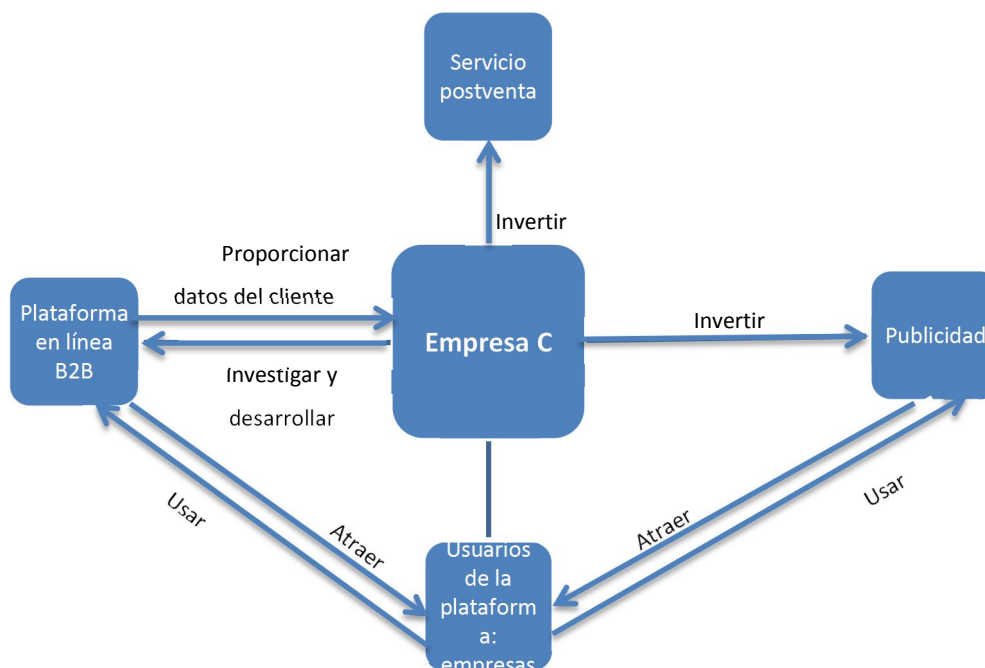 Servicio
postventa
Invertir
Proporcionar
datos del cliente
Plataforma
en línea
B2B
Empresa C
Invertir
Publicidad
Investigar y
desarrollar
Usar
Atraer
Atraer
Usar
Usuarios
de la
plataform
a:
empresas